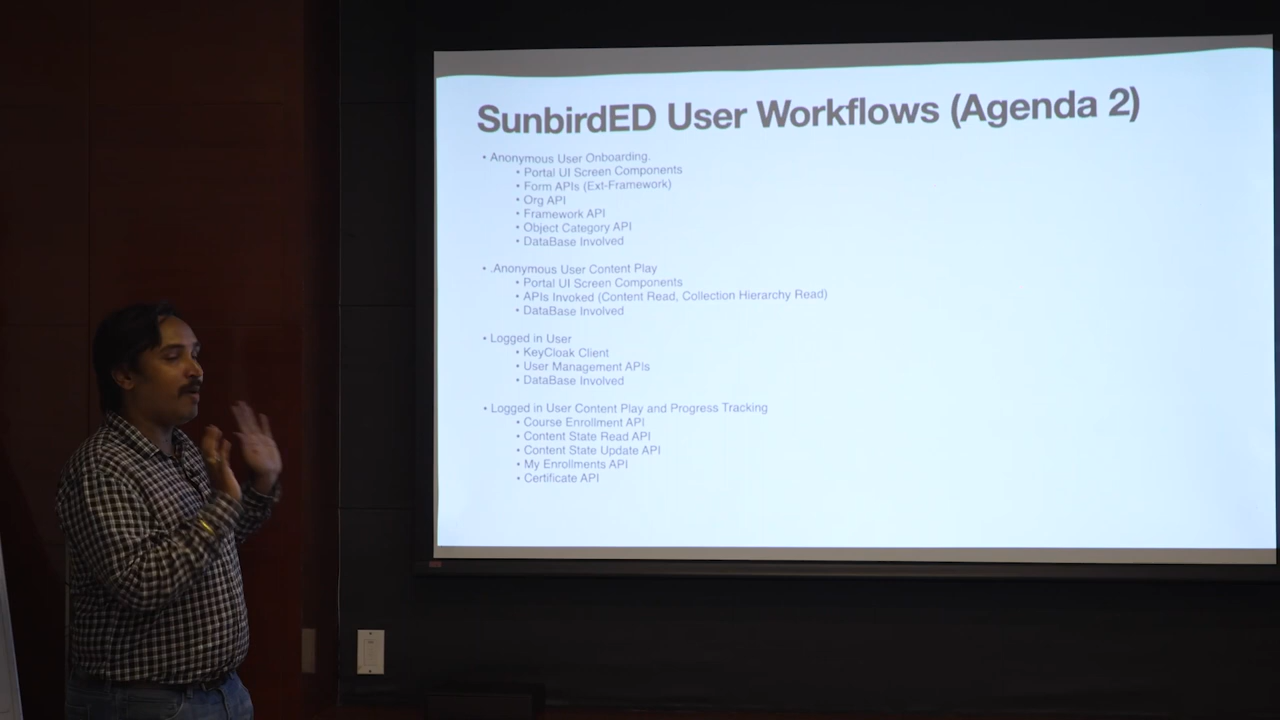 SunbirdED User Workflows (Agenda 2)
• Anonymous User Onboarding.
• Portal UI Screen Components
• Form APIs (Ext-Framework)
• Org API
• Framework API
• Object Category API
• DataBase Involved
• .Anonymous User Content Play
• Portal UI Screen Components
• APIs Invoked (Content Read, Collection Hierarchy Read)
• DataBase Involved
• Logged in User
• KeyCloak Client
• User Management APIs
• DataBase Involved
• Logged in User Content Play and Progress Tracking
• Course Enrollment API
• Content State Read API
• Content State Update API
• My Enrollments API
• Certificate API